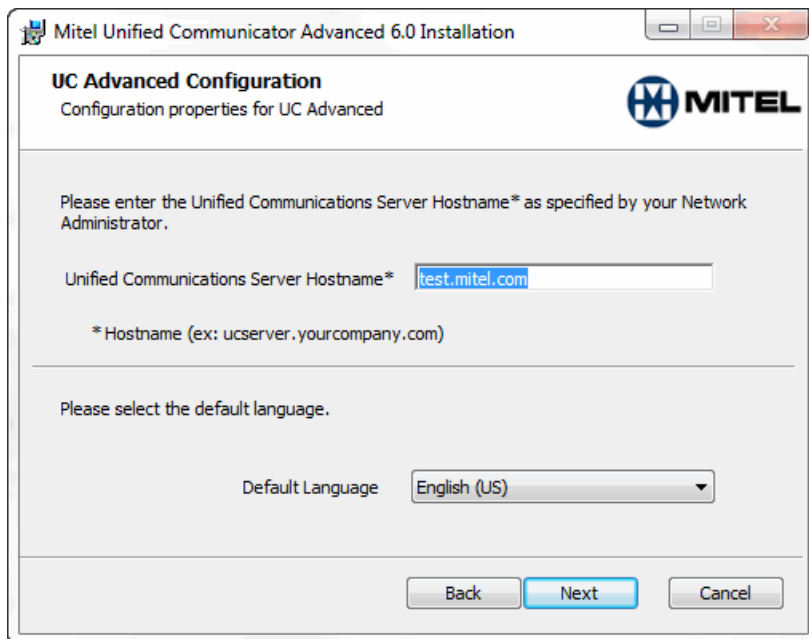 Mitel Unified Communicator Advanced 6.0 Installation
UC Advanced Configuration
Configuration properties for UC Advanced
MITEL
Please enter the Unified Communications Server Hostname* as specified by your Network
Administrator.
Unified Communications Server Hostname* test.mitel.com
* Hostname (ex: ucserver.yourcompany.com)
Please select the default language.
Default Language English (US)
Back Next Cancel